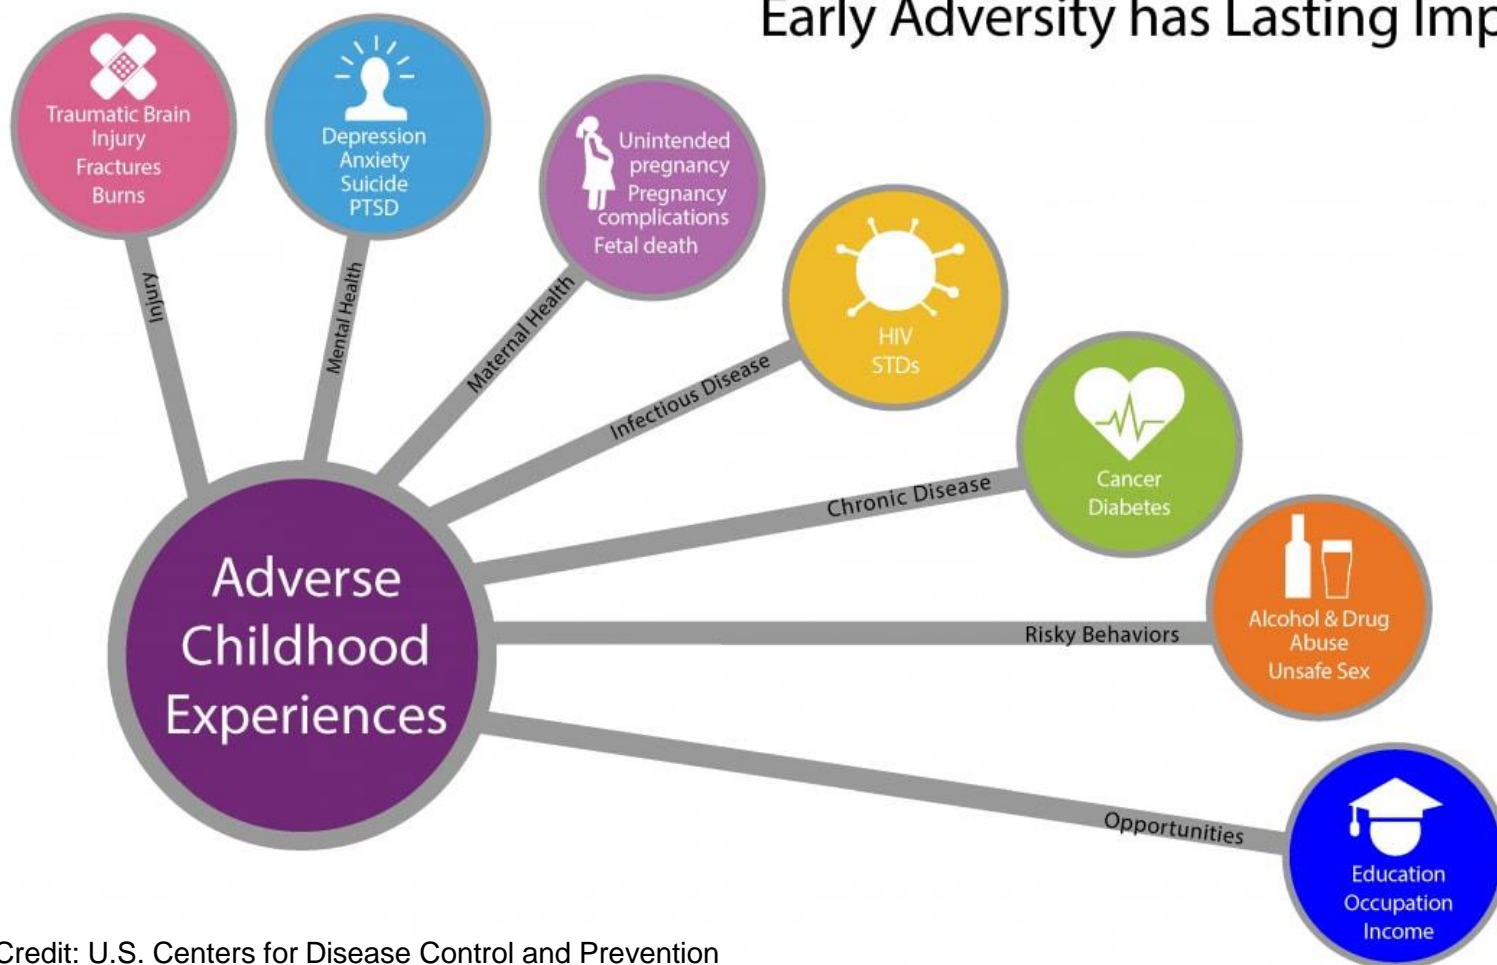 Early Adversity has Lasting Imp
Traumatic Brain
Injury
Fractures
Burns
Injury
Depression
Anxiety
Suicide
PTSD
Mental Health
Unintended
pregnancy
Pregnancy
complications
Fetal death
Maternal Health
HIV
STDs
Infectious Disease
Cancer
Diabetes
Chronic Disease
Alcohol & Drug
Abuse
Unsafe Sex
Risky Behaviors
Education
Occupation
Income
Opportunities
Adverse
Childhood
Experiences
Credit: U.S. Centers for Disease Control and Prevention